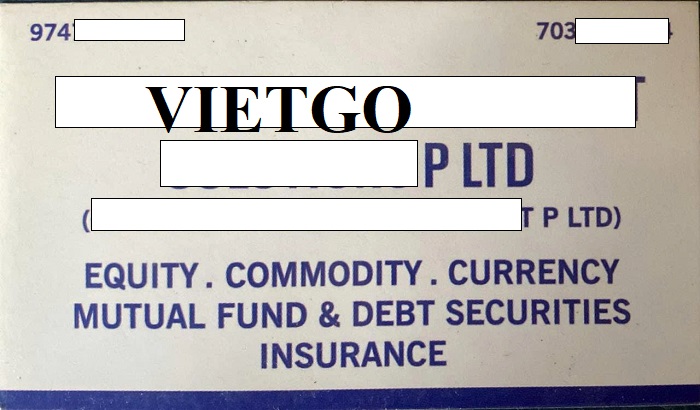 974 703
VIETGO
P LTD
( T P LTD)
EQUITY . COMMODITY . CURRENCY
MUTUAL FUND & DEBT SECURITIES
INSURANCE